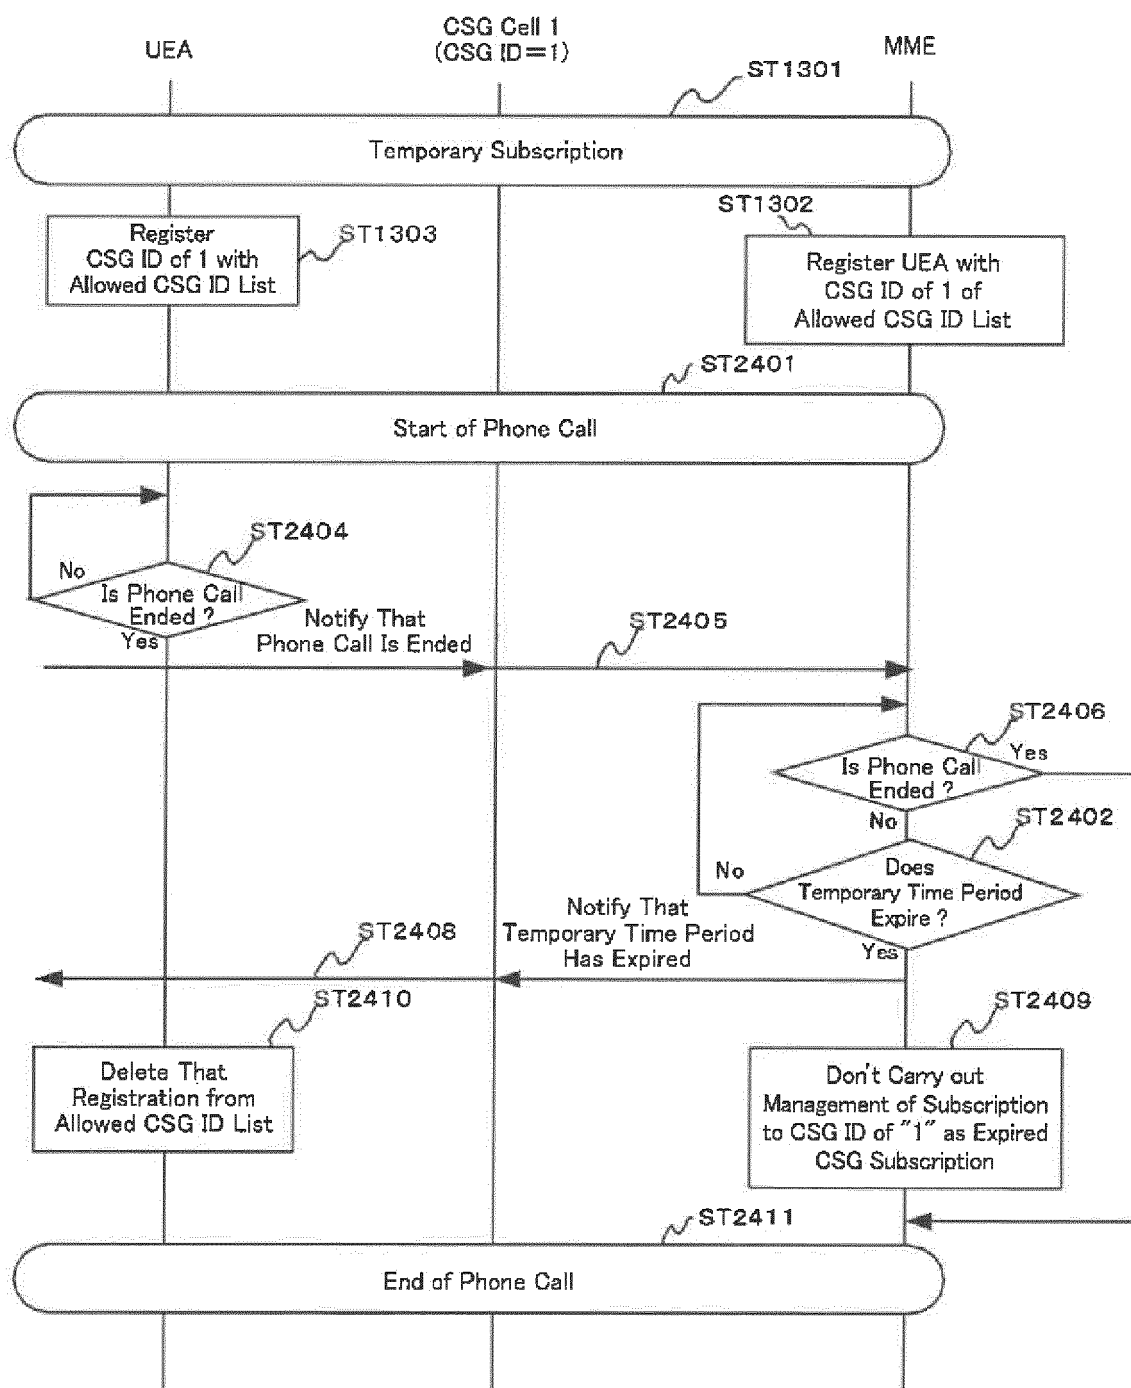 UEA
CSG Cell 1
(CSG ID=1)
MME
ST1301
Temporary Subscription
ST1302
Register
CSG ID of 1 with
Allowed CSG ID List
ST1303
Register UEA with
CSG ID of 1 of
Allowed CSG ID List
ST2401
Start of Phone Call
ST2404
No
Is Phone Call
Ended ?
Yes
Notify That
Phone Call Is Ended
ST2405
ST2406
Is Phone Call
Ended ?
Yes
No
ST2402
Does
Temporary Time Period
Expire ?
No
Yes
Notify That
Temporary Time Period
Has Expired
ST2408
ST2410
ST2409
Delete That
Registration from
Allowed CSG ID List
Don't Carry out
Management of Subscription
to CSG ID of "1" as Expired
CSG Subscription
ST2411
End of Phone Call